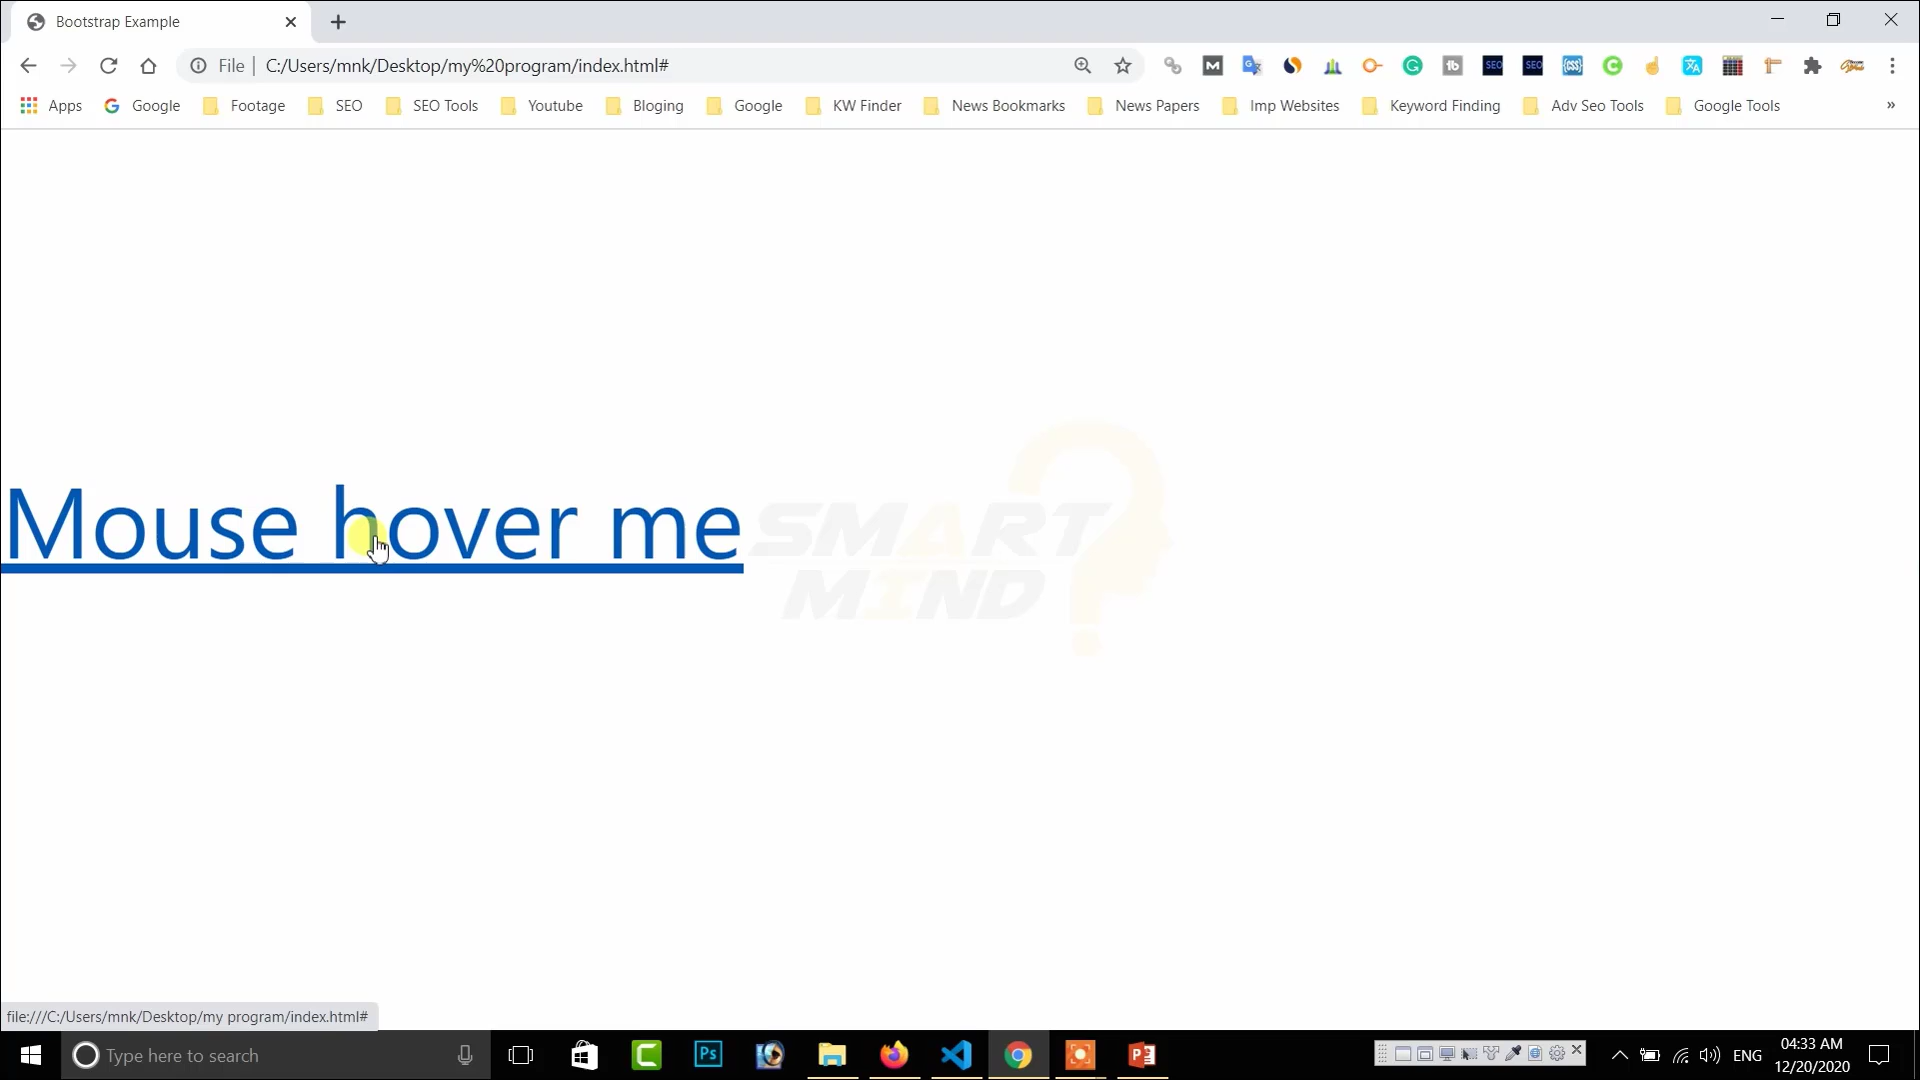 Bootstrap Example
File C:/Users/mnk/Desktop/my%20program/index.html#
Apps Google Footage SEO SEO Tools Youtube Bloging Google KW Finder News Bookmarks News Papers Imp Websites Keyword Finding Adv Seo Tools Google Tools »
Mouse hover me
SMART
MIND
file:///C:/Users/mnk/Desktop/my program/index.html#
Type here to search
ENG
04:33 AM
12/20/2020